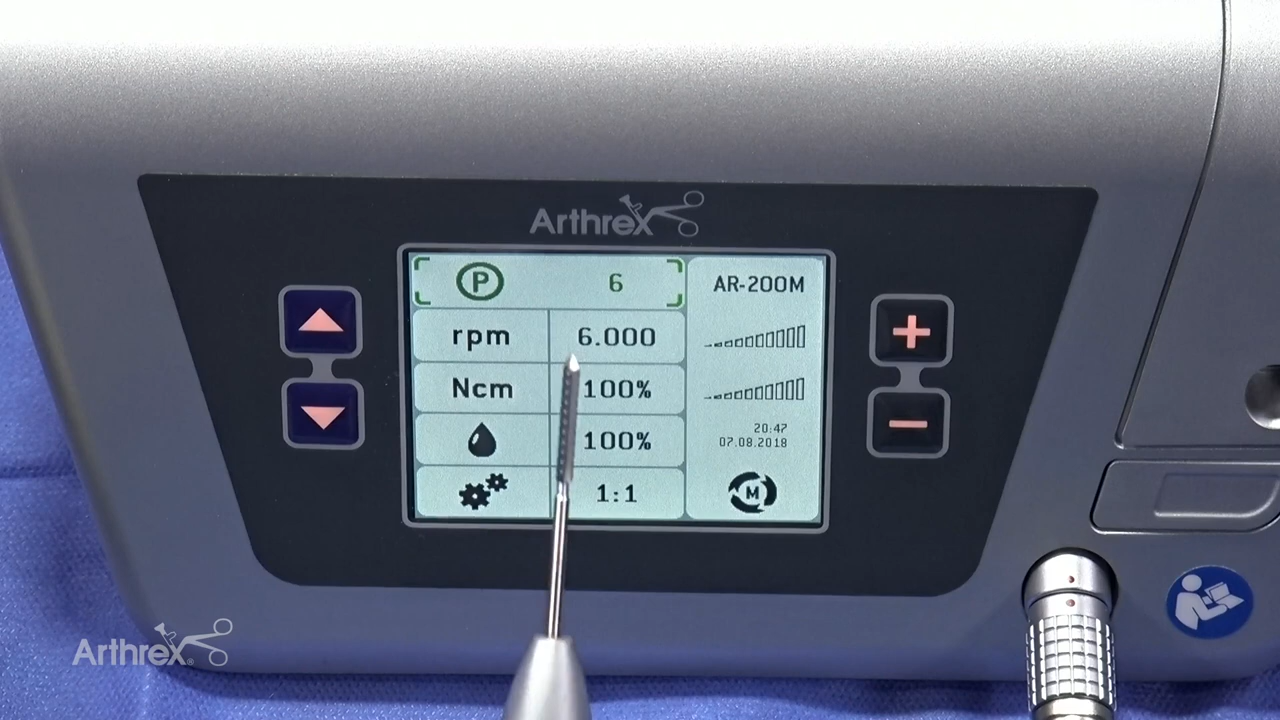 Arthrex
P 6 AR-200M
rpm 6.000
Ncm 100%
100% 20:47
07.08.2018
1:1 M
Arthrex®